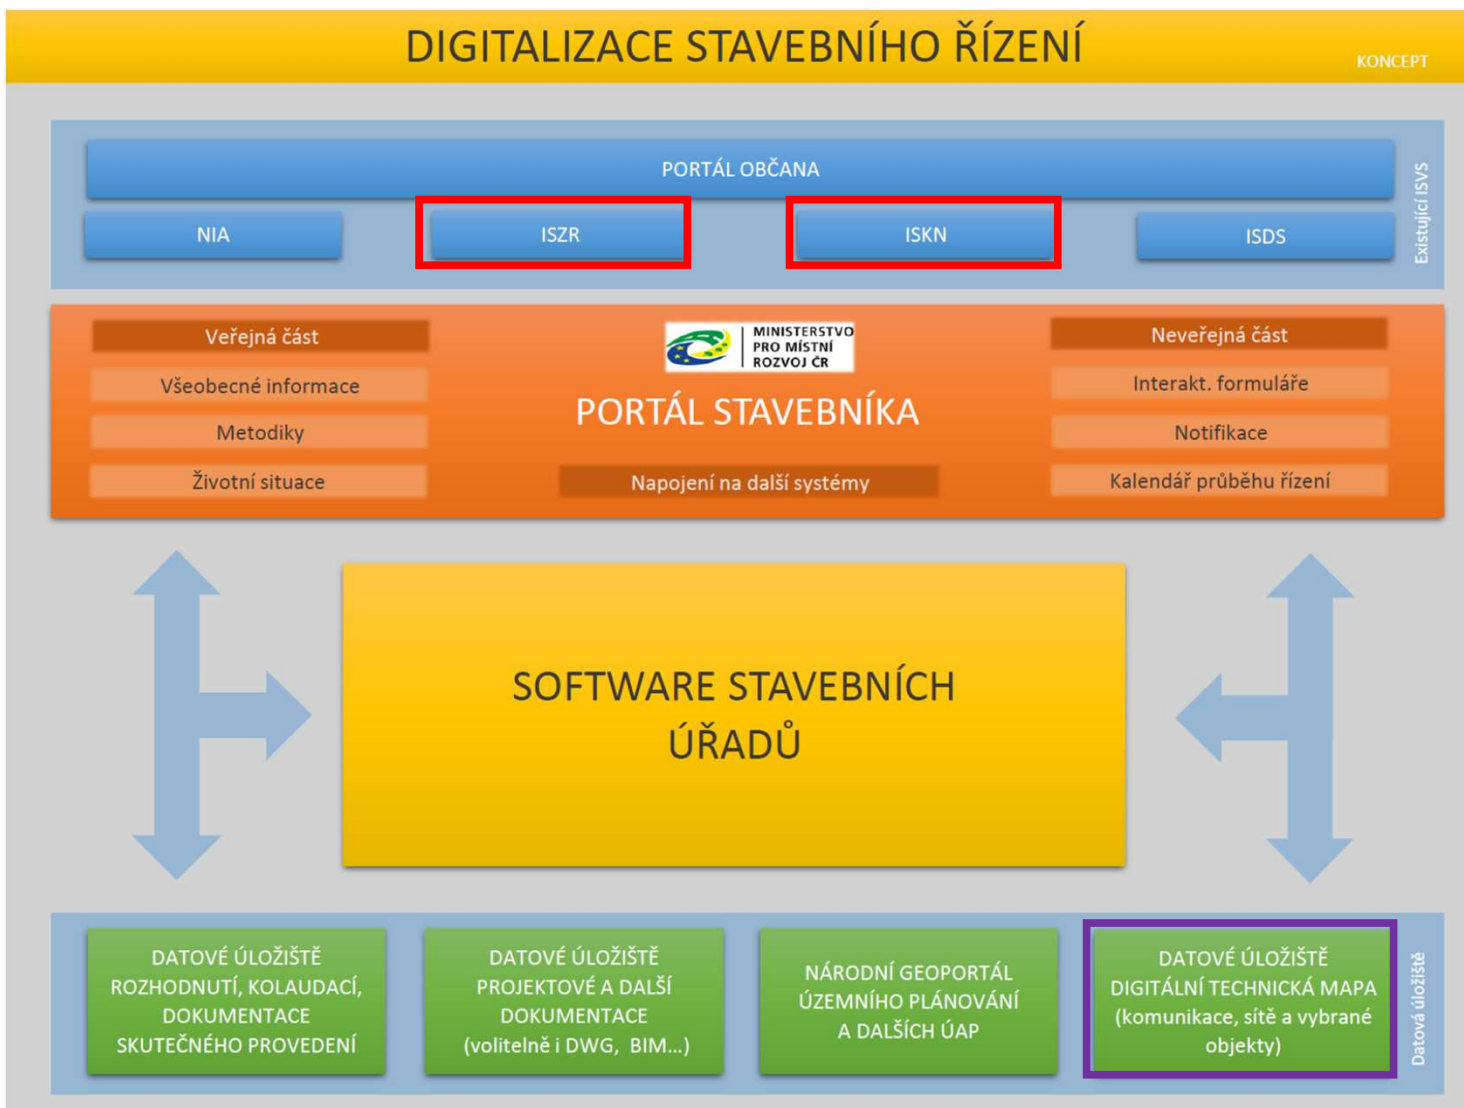 DIGITALIZACE STAVEBNÍHO ŘÍZENÍ
KONCEPT
PORTÁL OBČANA
NIA
ISZR
ISKN
ISDS
Existující ISVS
Veřejná část
Všeobecné informace
Metodiky
Životní situace
MINISTERSTVO
PRO MÍSTNÍ
ROZVOJ ČR
PORTÁL STAVEBNÍKA
Napojení na další systémy
Neveřejná část
Interakt. formuláře
Notifikace
Kalendář průběhu řízení
SOFTWARE STAVEBNÍCH
ÚŘADŮ
DATOVÉ ÚLOŽIŠTĚ
ROZHODNUTÍ, KOLAUDACÍ,
DOKUMENTACE
SKUTEČNÉHO PROVEDENÍ
DATOVÉ ÚLOŽIŠTĚ
PROJEKTOVÉ A DALŠÍ
DOKUMENTACE
(volitelně i DWG, BIM...)
NÁRODNÍ GEOPORTÁL
ÚZEMNÍHO PLÁNOVÁNÍ
A DALŠÍCH ÚAP
DATOVÉ ÚLOŽIŠTĚ
DIGITÁLNÍ TECHNICKÁ MAPA
(komunikace, sítě a vybrané
objekty)
Datová úložiště